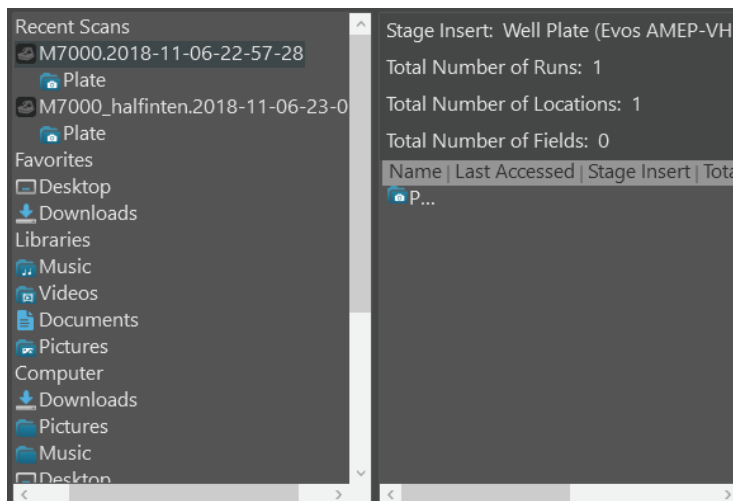 Recent Scans
M7000.2018-11-06-22-57-28
Plate
M7000_halfinten.2018-11-06-23-0
Plate
Favorites
Desktop
Downloads
Libraries
Music
Videos
Documents
Pictures
Computer
Downloads
Pictures
Music
Desktop
Stage Insert: Well Plate (Evos AMEP-VH
Total Number of Runs: 1
Total Number of Locations: 1
Total Number of Fields: 0
Name | Last Accessed | Stage Insert | Tota
P...